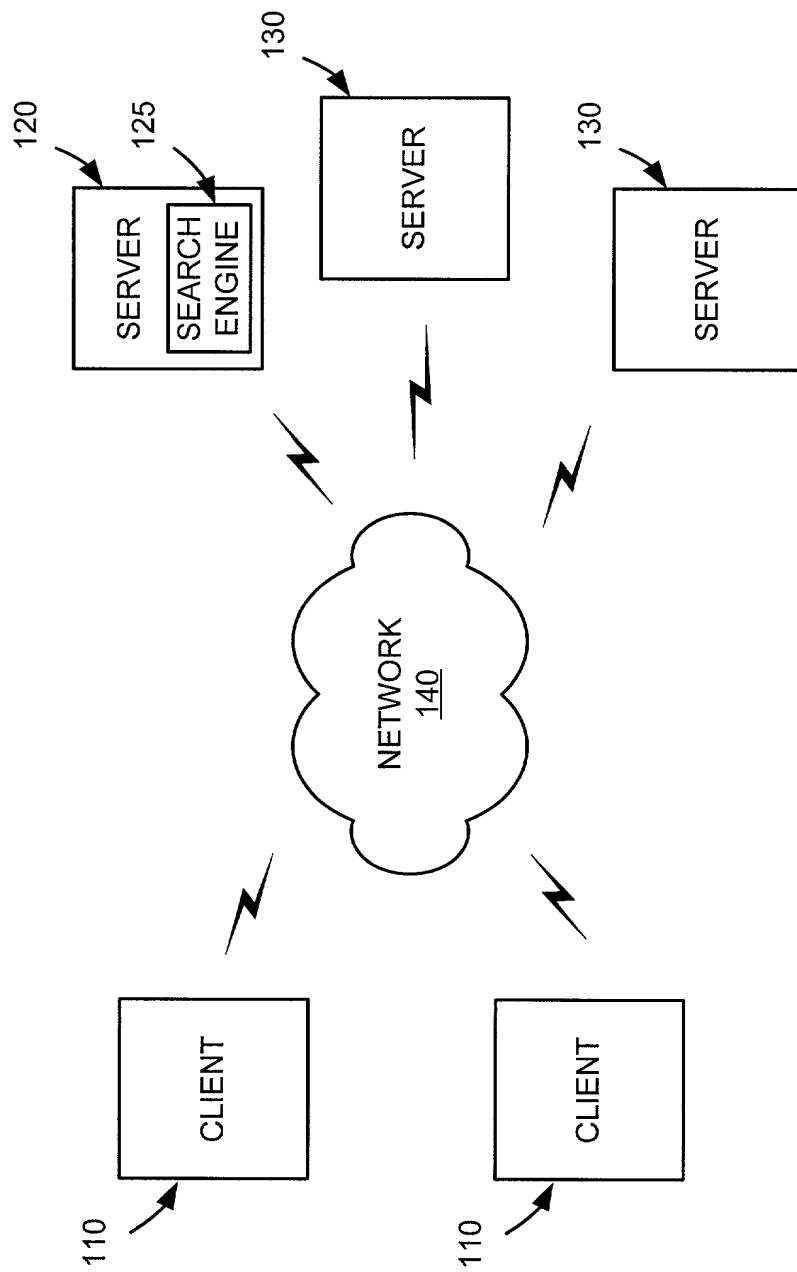 110
CLIENT
110
CLIENT
NETWORK
140
120
SERVER
125
SEARCH
ENGINE
130
SERVER
130
SERVER